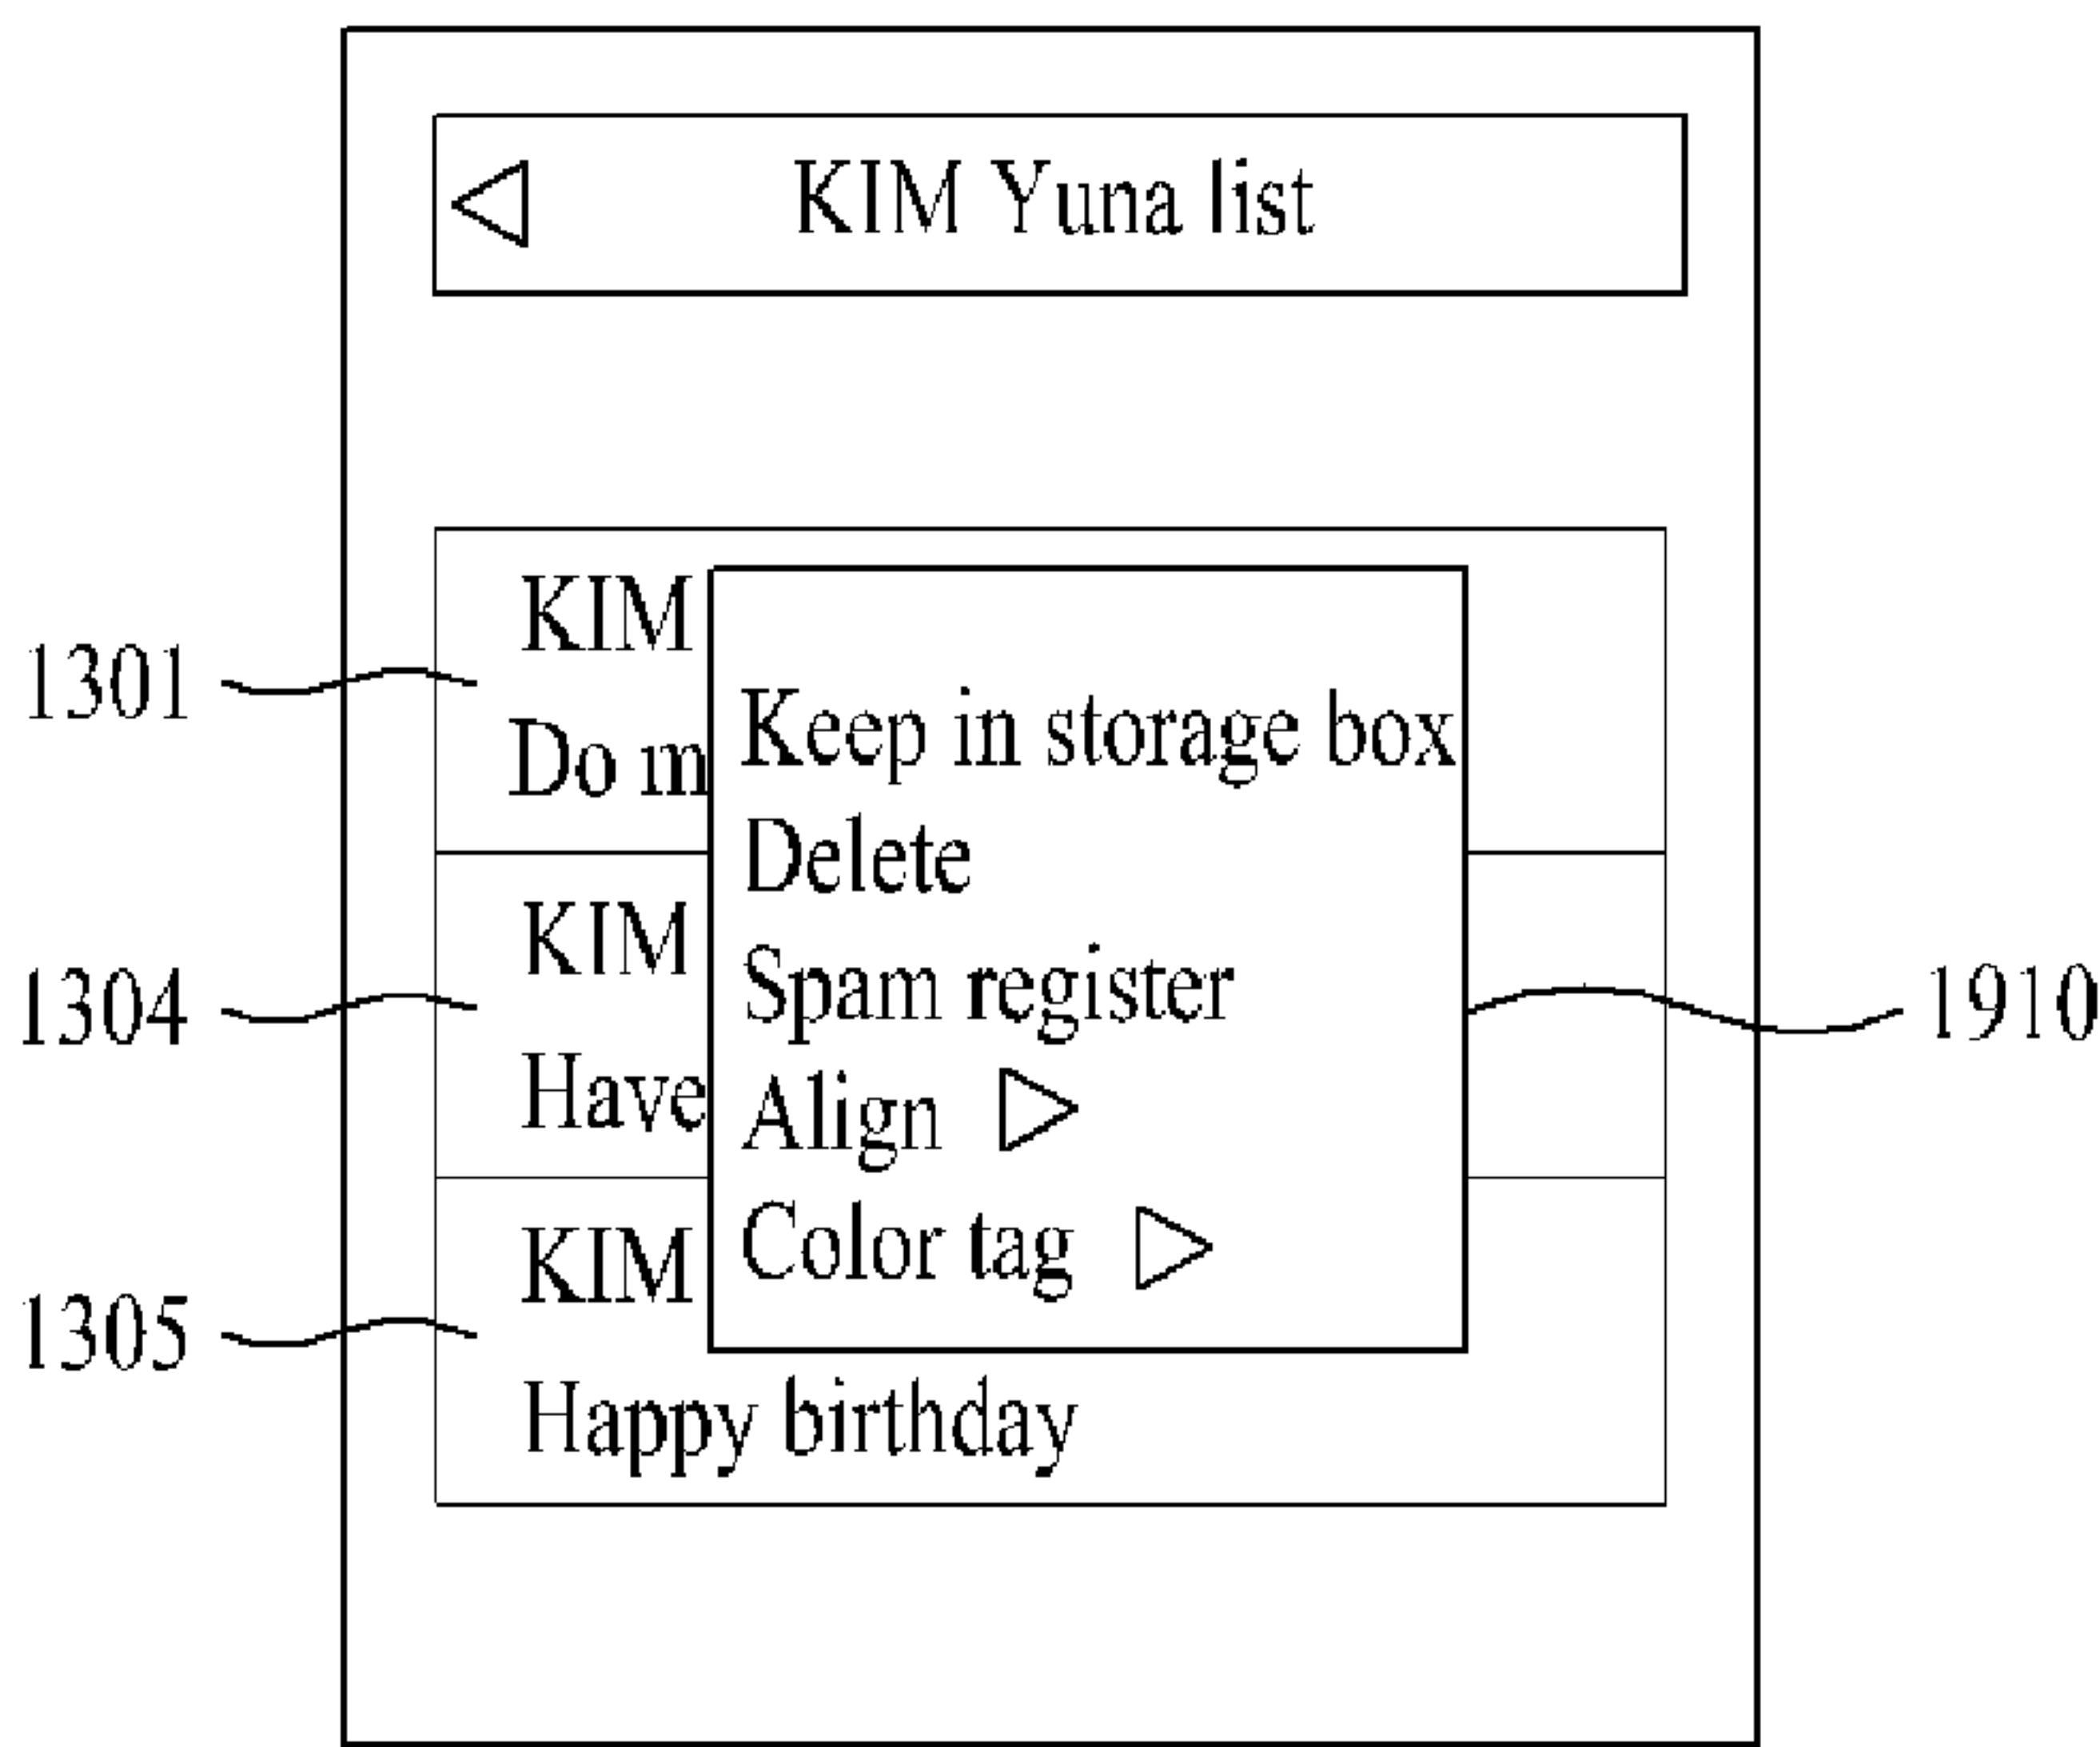 KIM Yuna list
KIM
1301
Do m
Keep in storage box
Delete
KIM
Spam register
1304
1910
Have
Align
KIM
Color tag
1305
Happy birthday